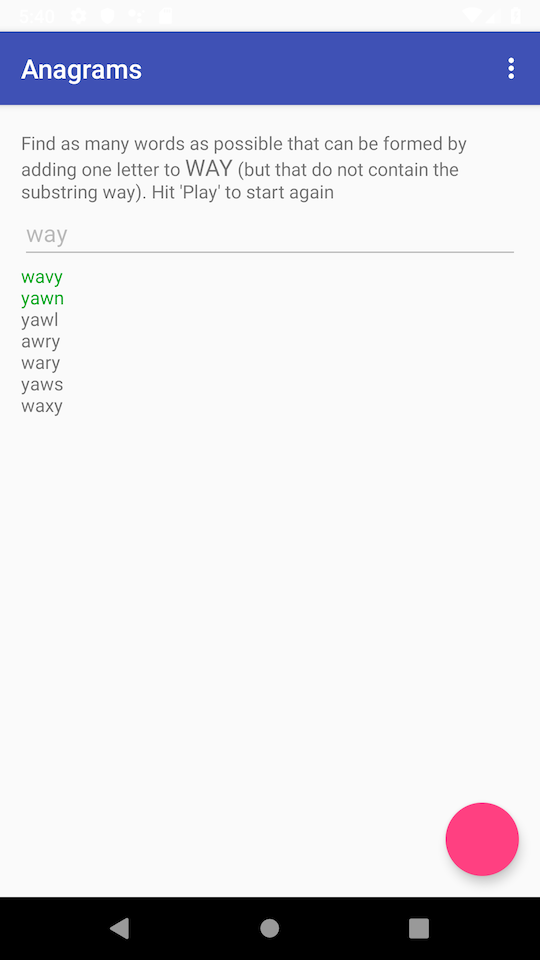 5:40
Anagrams
Find as many words as possible that can be formed by
adding one letter to WAY (but that do not contain the
substring way). Hit 'Play' to start again
way
wavy
yawn
yawl
awry
wary
yaws
waxy